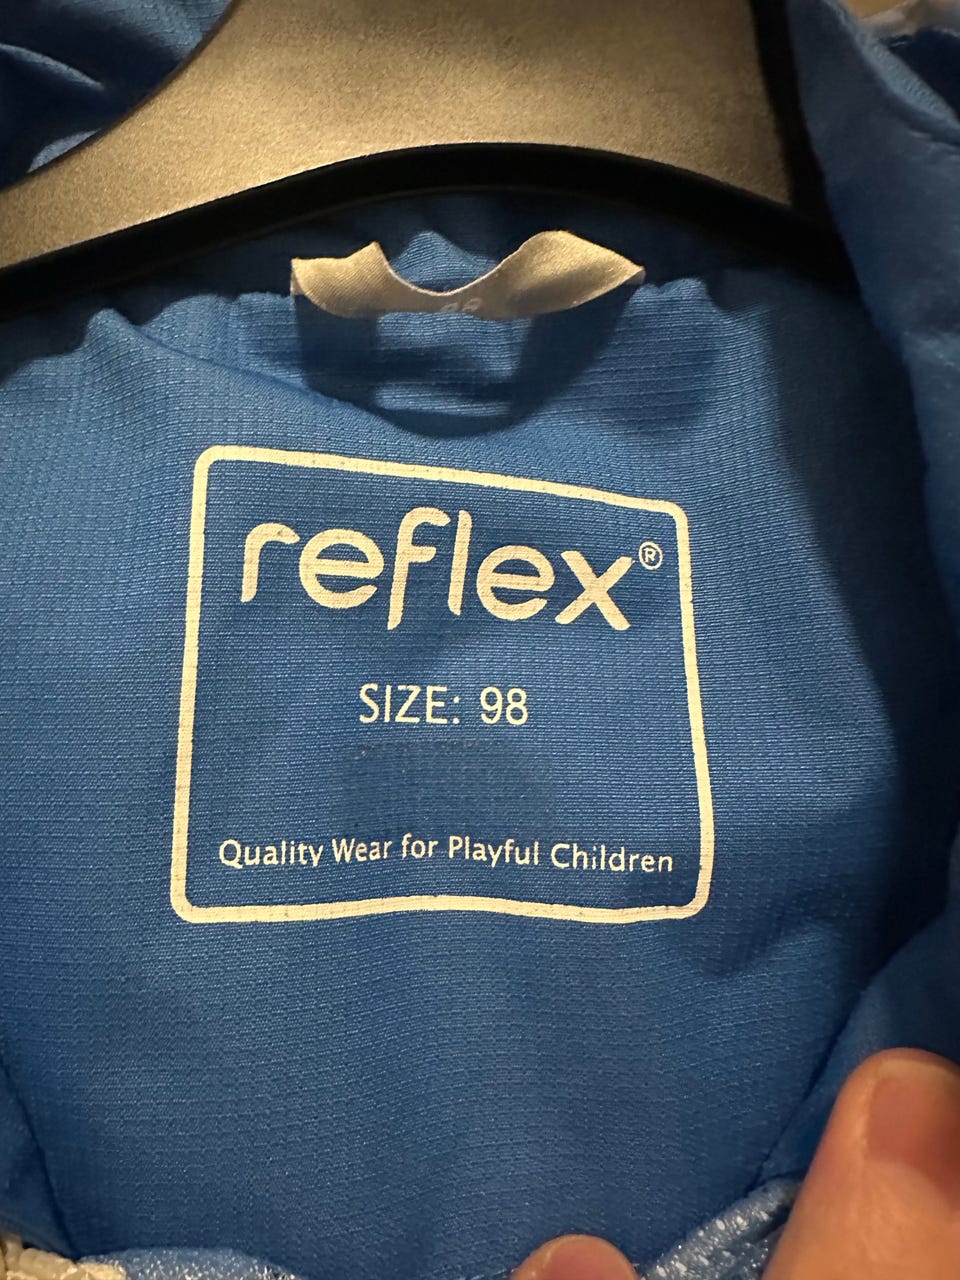 reflex®
SIZE: 98
Quality Wear for Playful Children